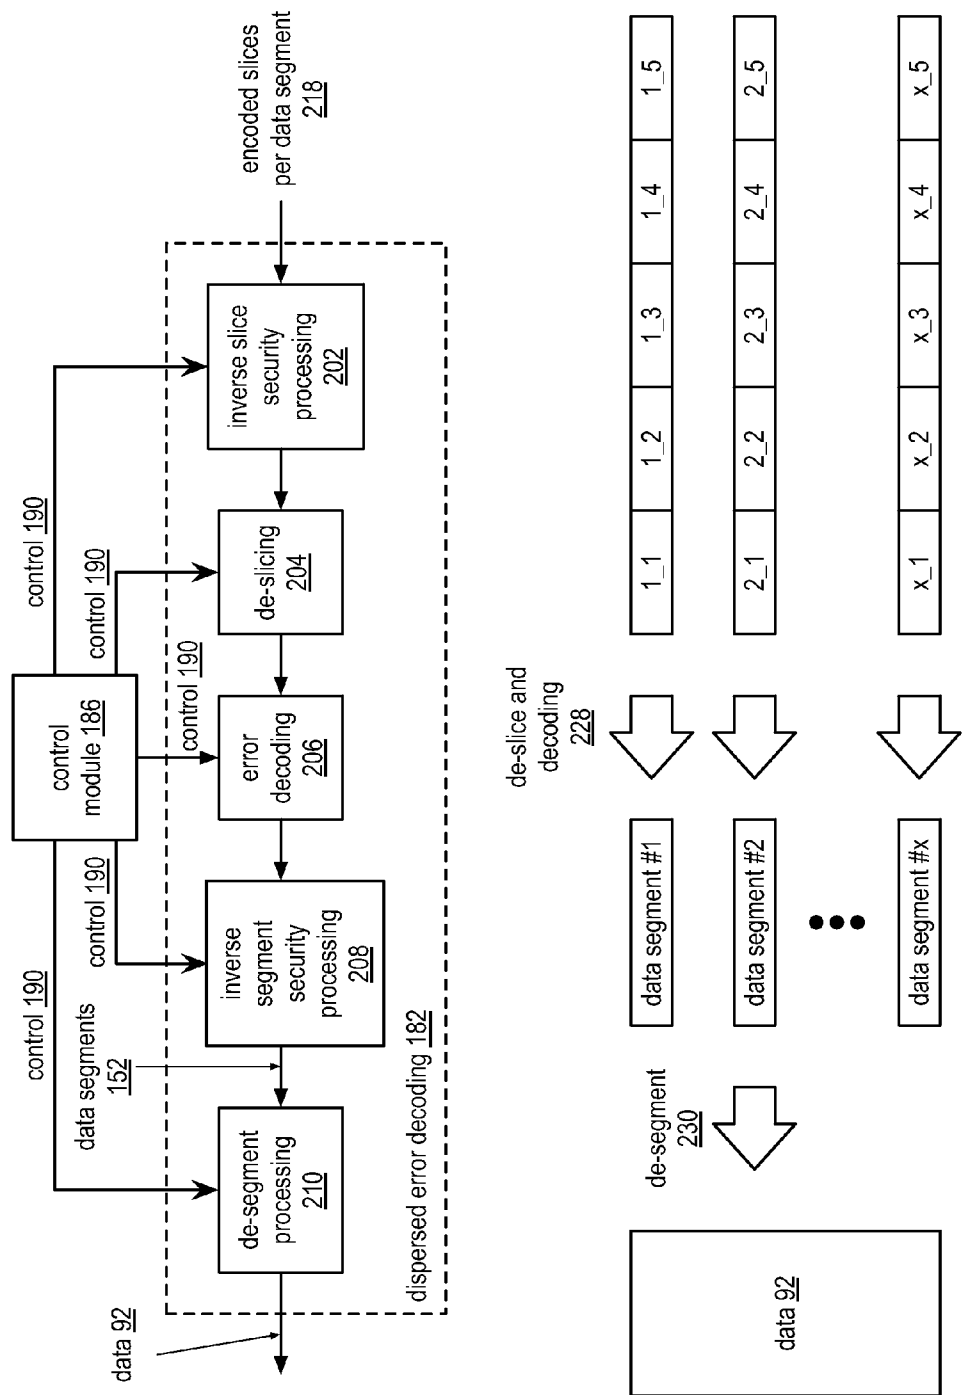 control
module 186
control 190
control 190
control 190
control 190
control 190
data segments
152
data 92
de-segment
processing
210
inverse
segment
security
processing
208
error
decoding
206
de-slicing
204
inverse slice
security
processing
202
encoded slices
per data segment
218
dispersed error decoding 182
data 92
de-segment
230
data segment #1
data segment #2
data segment #x
de-slice and
decoding
228
1_1 1_2 1_3 1_4 1_5
2_1 2_2 2_3 2_4 2_5
x_1 x_2 x_3 x_4 x_5